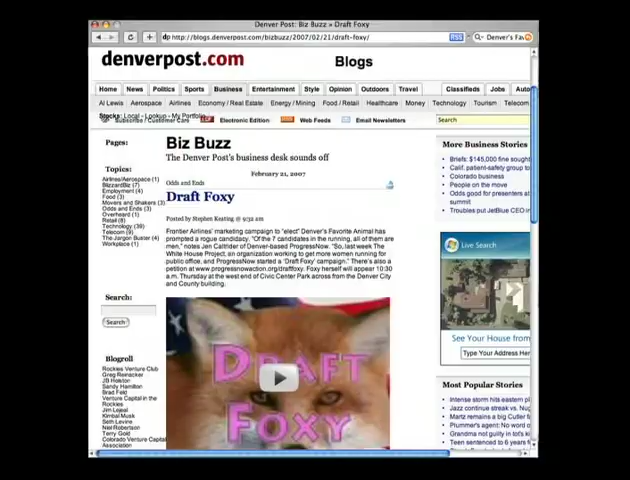 Denver Post: Biz Buzz » Draft Foxy
http://blogs.denverpost.com/bizbuzz/2007/02/21/draft-foxy/
RSS
Denver's Fav
denverpost.com
Blogs
Home News Politics Sports Business Entertainment Style Opinion Outdoors Travel Classifieds Jobs Auto
Al Lewis Aerospace Airlines Economy / Real Estate Energy / Mining Food / Retail Healthcare Money Technology Tourism Telecom
Stocks: Local - Lookup - My Portfolio
Subscribe / Customer Care Electronic Edition Web Feeds Email Newsletters
Search
Pages:
Topics:
Airlines/Aerospace (1)
BlizzardBiz (7)
Employment (4)
Food (3)
Movers and Shakers (3)
Odds and Ends (3)
Overheard (1)
Retail (8)
Technology (39)
Telecom (9)
The Jargon Buster (4)
Workplace (1)
Search:
Search
Blogroll
Rockies Venture Club
Greg Reinacker
JB Holston
Sandy Hamilton
Brad Feld
Venture Capital in the
Rockies
Jim Lejeal
Kimbal Musk
Seth Levine
Niel Robertson
Terry Gold
Colorado Venture Capital
Association
Biz Buzz
The Denver Post's business desk sounds off
February 21, 2007
Odds and Ends
Draft Foxy
Posted by Stephen Keating @ 9:32 am
Frontier Airlines' marketing campaign to "elect" Denver's Favorite Animal has
prompted a rogue candidacy. "Of the 7 candidates in the running, all of them are
men," notes
of Denver-based ProgressNow. "So, last week The
White House Project, an organization working to get more women running for
public office, and ProgressNow started a 'Draft Foxy' campaign." There's also a
petition at www.progressnowaction.org/draftfoxy. Foxy herself will appear 10:30
a.m. Thursday at the west end of Civic Center Park across from the Denver City
and County building.
DRAFT
FOXY
More Business Stories
Briefs: $145,000 fine sought
Calif. patient-safety group to
Colorado business
People on the move
Odds good for presenters at
summit
Troubles put JetBlue CEO in
Live Search
See Your House from
Type Your Address Here
Most Popular Stories
Intense storm hits eastern pl
Jazz continue streak vs. Nug
Martz remains a big Cutler f
Plummer's agent: No word o
Grandma not guilty in tot's ki
Teen sentenced to 6 years f